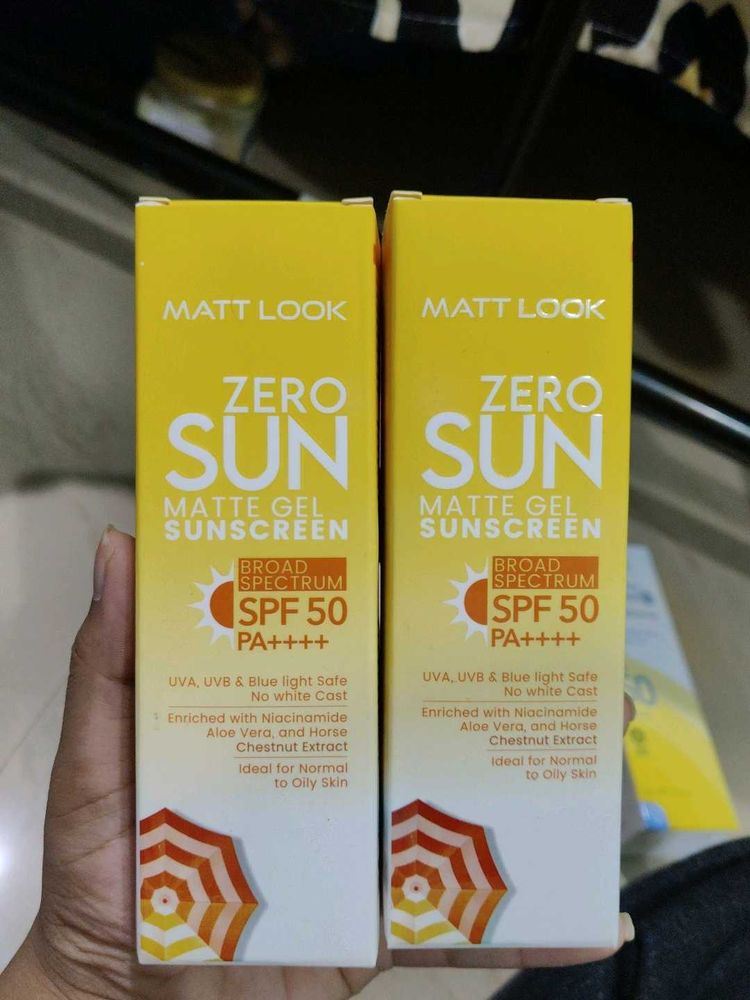 MATT LOOK
ZERO
SUN
MATTE GEL
SUNSCREEN
BROAD
SPECTRUM
SPF 50
PA++++
UVA, UVB & Blue light Safe
No white Cast
Enriched with Niacinamide
Aloe Vera, and Horse
Chestnut Extract
Ideal for Normal
to Oily Skin
MATT LOOK
ZERO
SUN
MATTE GEL
SUNSCREEN
BROAD
SPECTRUM
SPF 50
PA++++
UVA, UVB & Blue light Safe
No white Cast
Enriched with Niacinamide
Aloe Vera, and Horse
Chestnut Extract
Ideal for Normal
to Oily Skin